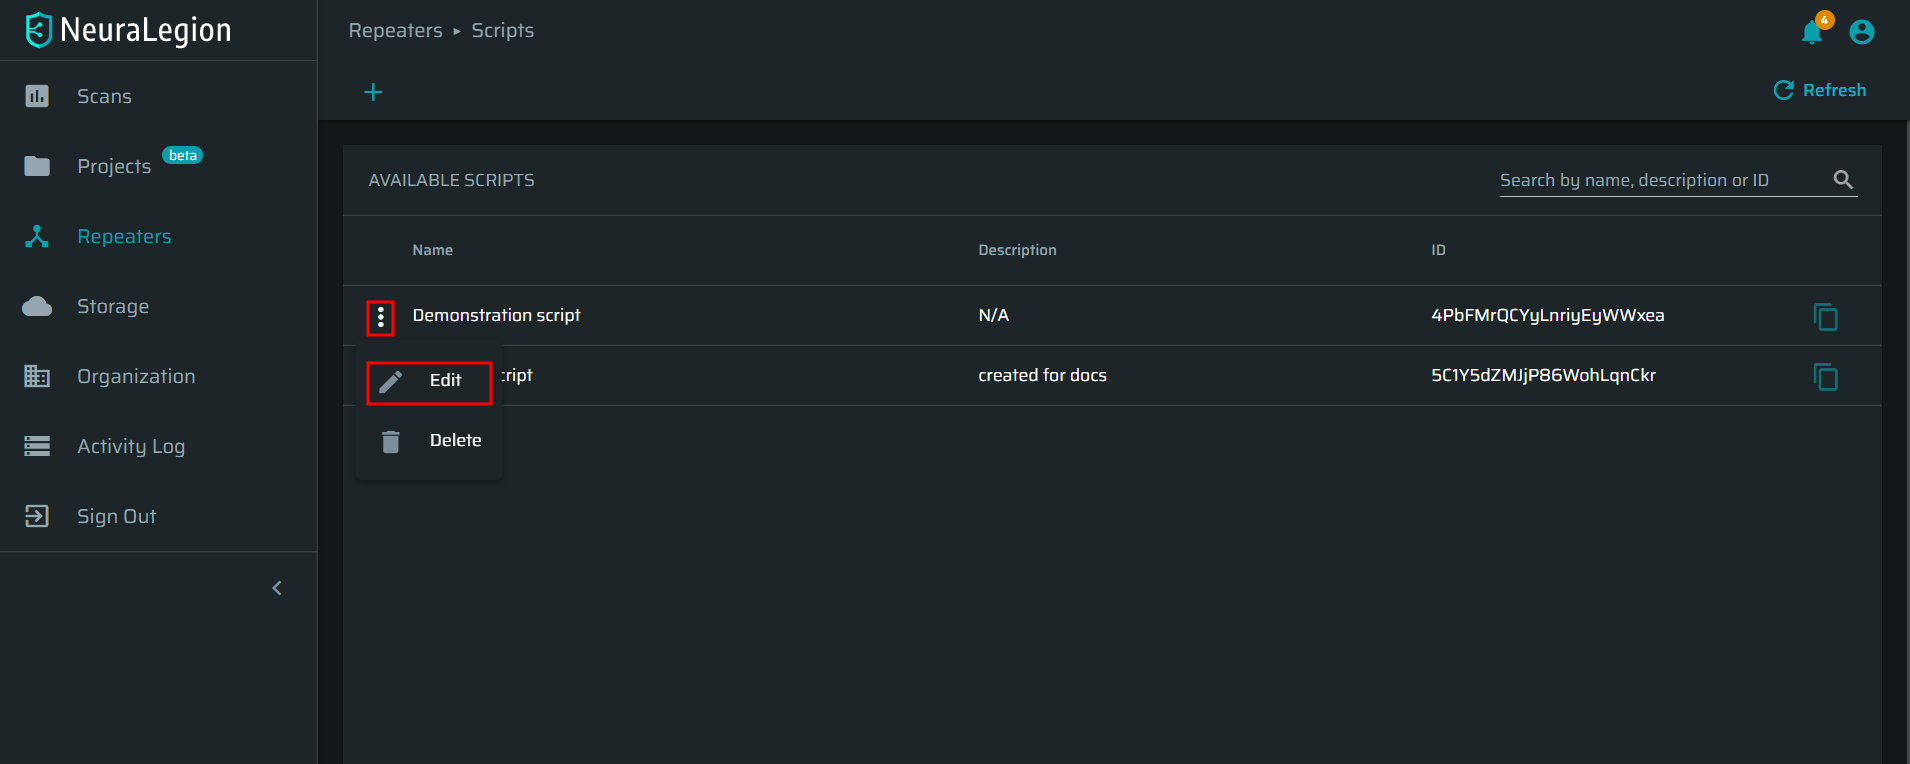 NeuraLegion
Repeaters ▸ Scripts
4
Refresh
Scans
Projects beta
Repeaters
Storage
Organization
Activity Log
Sign Out
AVAILABLE SCRIPTS
Search by name, description or ID
Name Description ID
Demonstration script N/A 4PbFMrQCYyLnriyEyWWxea
cript created for docs 5C1Y5dZMJjP86WohLqnCkr
Edit
Delete